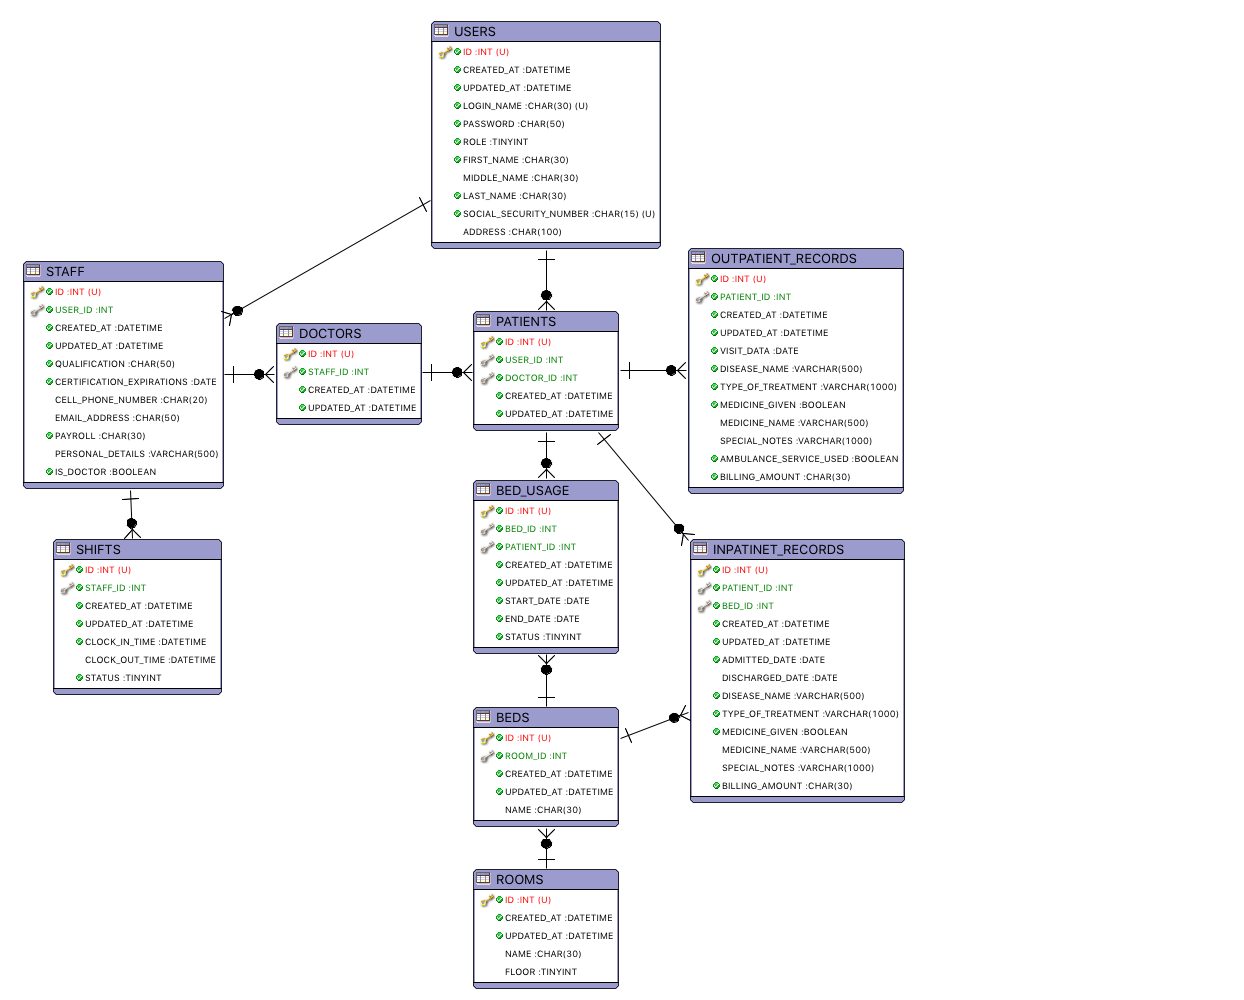 USERS
ID :INT (U)
CREATED_AT :DATETIME
UPDATED_AT :DATETIME
LOGIN_NAME :CHAR(30) (U)
PASSWORD :CHAR(50)
ROLE :TINYINT
FIRST_NAME :CHAR(30)
MIDDLE_NAME :CHAR(30)
LAST_NAME :CHAR(30)
SOCIAL_SECURITY_NUMBER :CHAR(15) (U)
ADDRESS :CHAR(100)
STAFF
ID :INT (U)
USER_ID :INT
CREATED_AT :DATETIME
UPDATED_AT :DATETIME
QUALIFICATION :CHAR(50)
CERTIFICATION_EXPIRATIONS :DATE
CELL_PHONE_NUMBER :CHAR(20)
EMAIL_ADDRESS :CHAR(50)
PAYROLL :CHAR(30)
PERSONAL_DETAILS :VARCHAR(500)
IS_DOCTOR :BOOLEAN
DOCTORS
ID :INT (U)
STAFF_ID :INT
CREATED_AT :DATETIME
UPDATED_AT :DATETIME
PATIENTS
ID :INT (U)
USER_ID :INT
DOCTOR_ID :INT
CREATED_AT :DATETIME
UPDATED_AT :DATETIME
OUTPATIENT_RECORDS
ID :INT (U)
PATIENT_ID :INT
CREATED_AT :DATETIME
UPDATED_AT :DATETIME
VISIT_DATA :DATE
DISEASE_NAME :VARCHAR(500)
TYPE_OF_TREATMENT :VARCHAR(1000)
MEDICINE_GIVEN :BOOLEAN
MEDICINE_NAME :VARCHAR(500)
SPECIAL_NOTES :VARCHAR(1000)
AMBULANCE_SERVICE_USED :BOOLEAN
BILLING_AMOUNT :CHAR(30)
SHIFTS
ID :INT (U)
STAFF_ID :INT
CREATED_AT :DATETIME
UPDATED_AT :DATETIME
CLOCK_IN_TIME :DATETIME
CLOCK_OUT_TIME :DATETIME
STATUS :TINYINT
BED_USAGE
ID :INT (U)
BED_ID :INT
PATIENT_ID :INT
CREATED_AT :DATETIME
UPDATED_AT :DATETIME
START_DATE :DATE
END_DATE :DATE
STATUS :TINYINT
INPATINET_RECORDS
ID :INT (U)
PATIENT_ID :INT
BED_ID :INT
CREATED_AT :DATETIME
UPDATED_AT :DATETIME
ADMITTED_DATE :DATE
DISCHARGED_DATE :DATE
DISEASE_NAME :VARCHAR(500)
TYPE_OF_TREATMENT :VARCHAR(1000)
MEDICINE_GIVEN :BOOLEAN
MEDICINE_NAME :VARCHAR(500)
SPECIAL_NOTES :VARCHAR(1000)
BILLING_AMOUNT :CHAR(30)
BEDS
ID :INT (U)
ROOM_ID :INT
CREATED_AT :DATETIME
UPDATED_AT :DATETIME
NAME :CHAR(30)
ROOMS
ID :INT (U)
CREATED_AT :DATETIME
UPDATED_AT :DATETIME
NAME :CHAR(30)
FLOOR :TINYINT